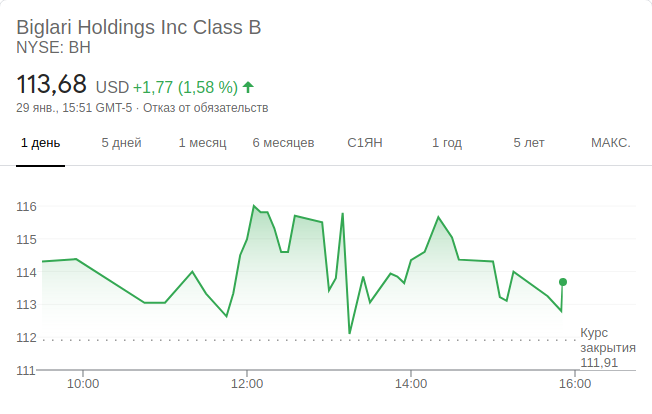 Biglari Holdings Inc Class B
NYSE: BH
113,68 USD +1,77 (1,58 %)
29 янв., 15:51 GMT-5 · Отказ от обязательств
1 день 5 дней 1 месяц 6 месяцев С1ЯН 1 год 5 лет МАКС.
116
115
114
113
112
Курс
закрытия
111,91
111
10:00 12:00 14:00 16:00